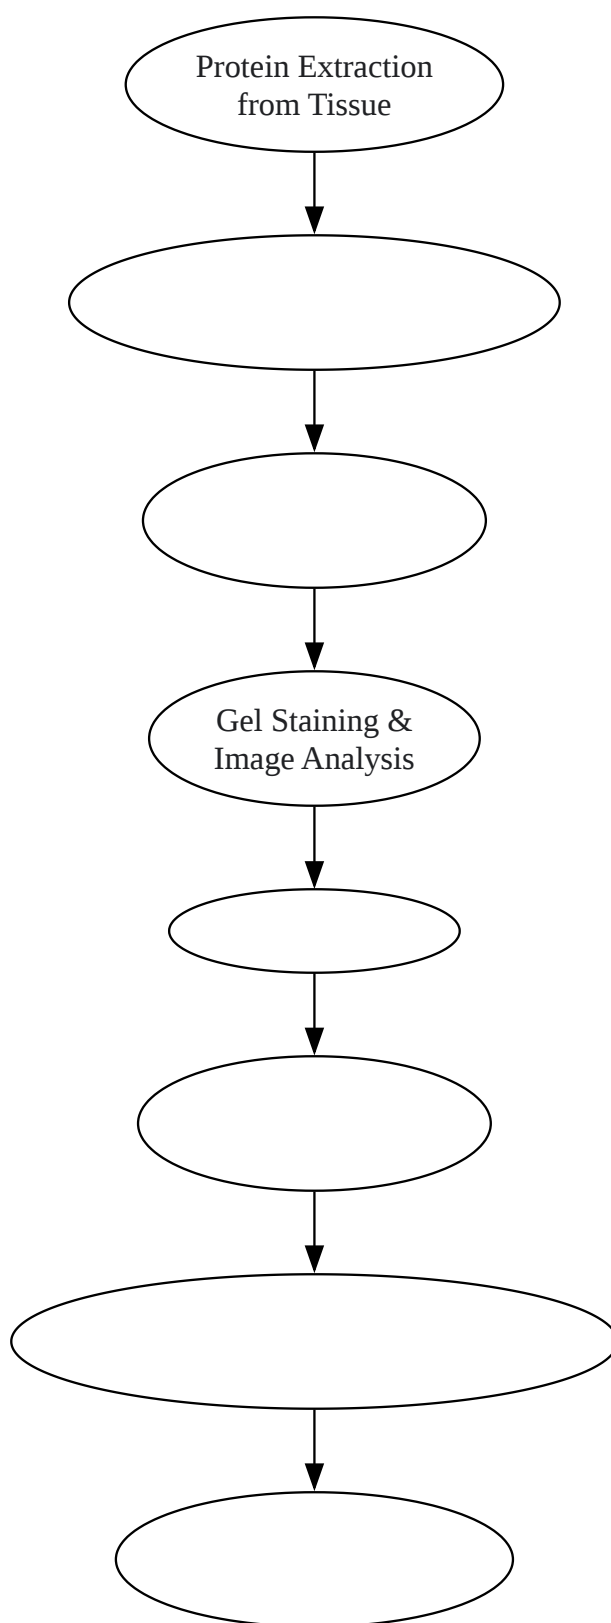 Protein Extraction
from Tissue
Gel Staining &
Image Analysis